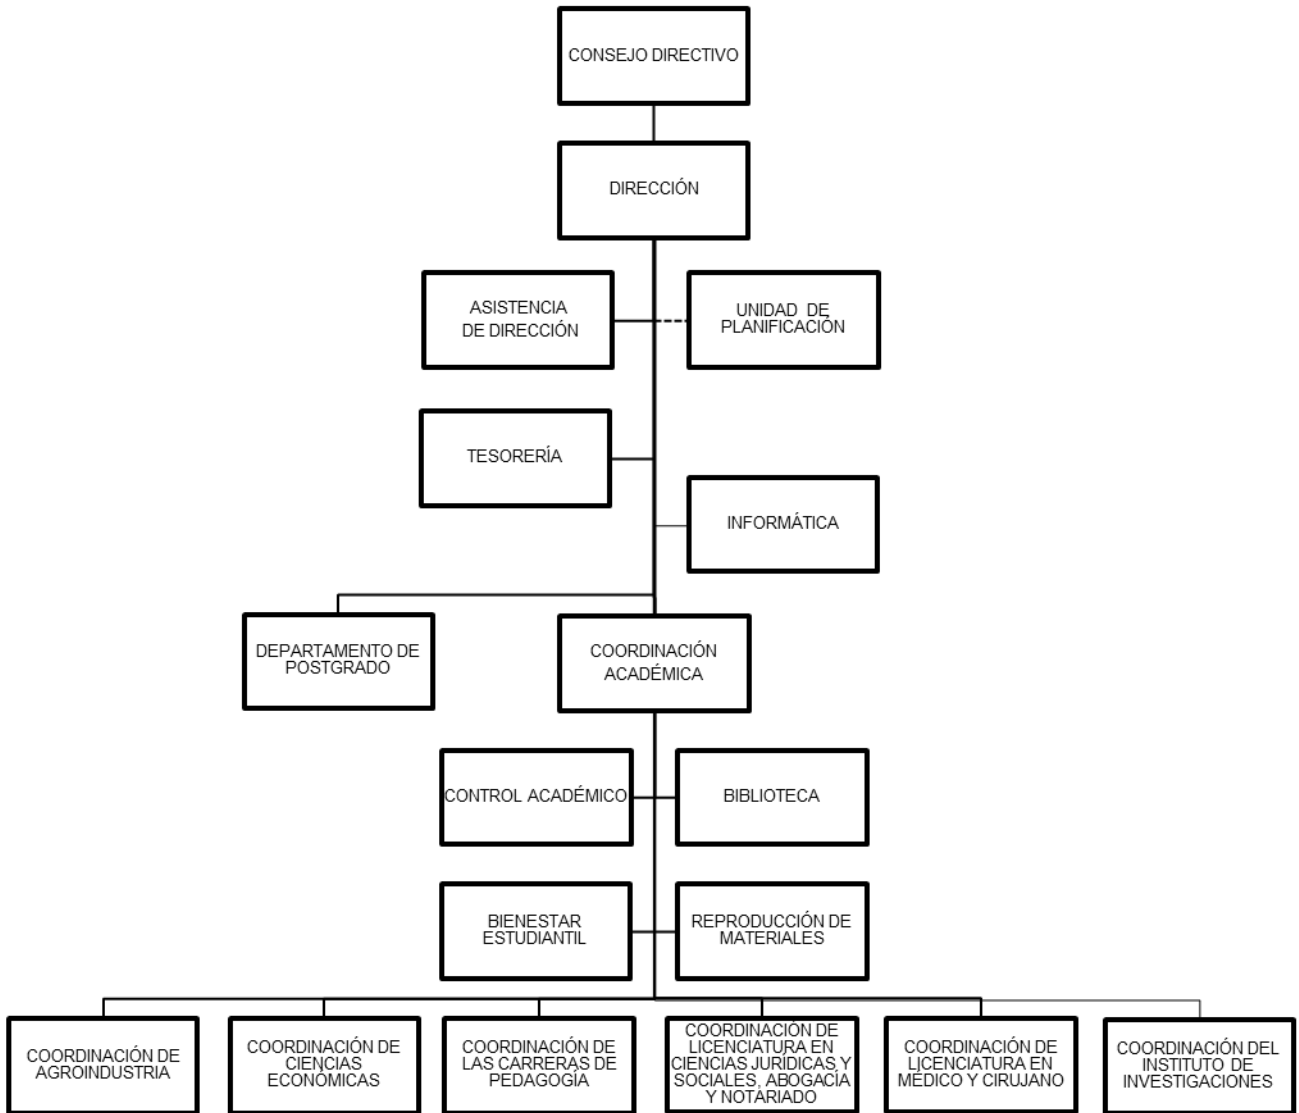 CONSEJO DIRECTIVO
DIRECCIÓN
ASISTENCIA
DE DIRECCIÓN
UNIDAD DE
PLANIFICACIÓN
TESORERÍA
INFORMÁTICA
DEPARTAMENTO DE
POSTGRADO
COORDINACIÓN
ACADÉMICA
CONTROL ACADÉMICO
BIBLIOTECA
BIENESTAR
ESTUDIANTIL
REPRODUCCIÓN DE
MATERIALES
COORDINACIÓN DE
AGROINDUSTRIA
COORDINACIÓN DE
CIENCIAS
ECONÓMICAS
COORDINACIÓN DE
LAS CARRERAS DE
PEDAGOGÍA
COORDINACIÓN DE
LICENCIATURA EN
CIENCIAS JURÍDICAS Y
SOCIALES, ABOGACÍA
Y NOTARIADO
COORDINACIÓN DE
LICENCIATURA EN
MÉDICO Y CIRUJANO
COORDINACIÓN DEL
INSTITUTO DE
INVESTIGACIONES